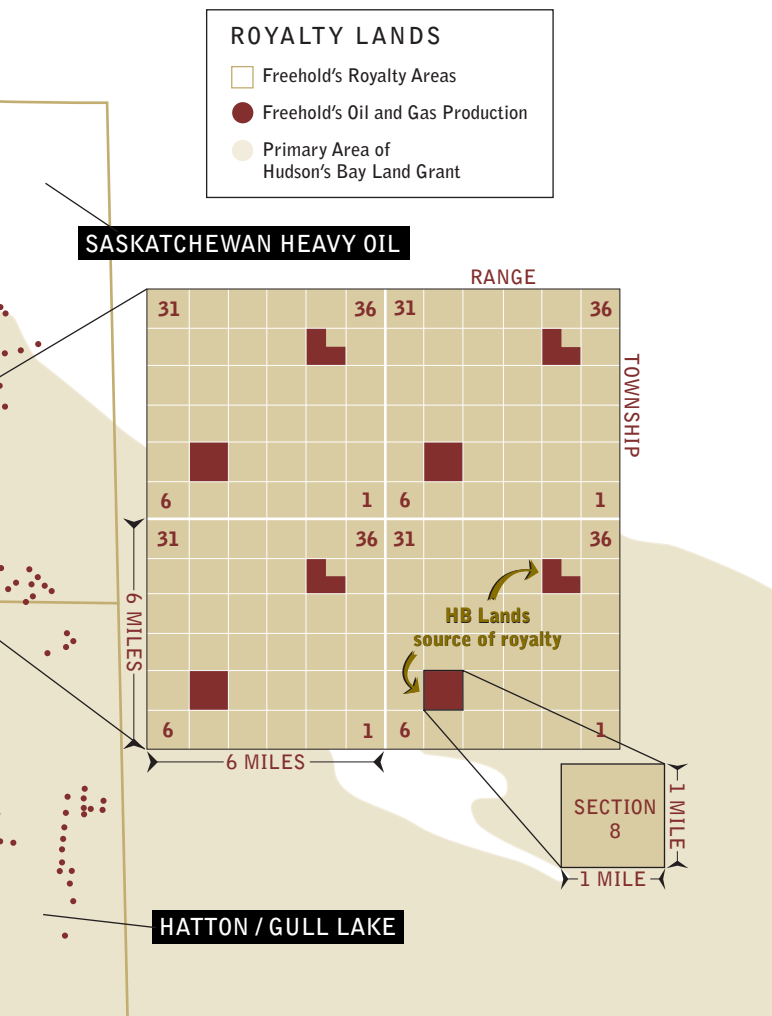 ROYALTY LANDS
Freehold's Royalty Areas
Freehold's Oil and Gas Production
Primary Area of
Hudson's Bay Land Grant
SASKATCHEWAN HEAVY OIL
RANGE
31 36 31 36
TOWNSHIP
6 1 6 1
31 36 31 36
6 MILES
HB Lands
source of royalty
6 1 6 1
6 MILES
SECTION
8
1 MILE
1 MILE
HATTON / GULL LAKE